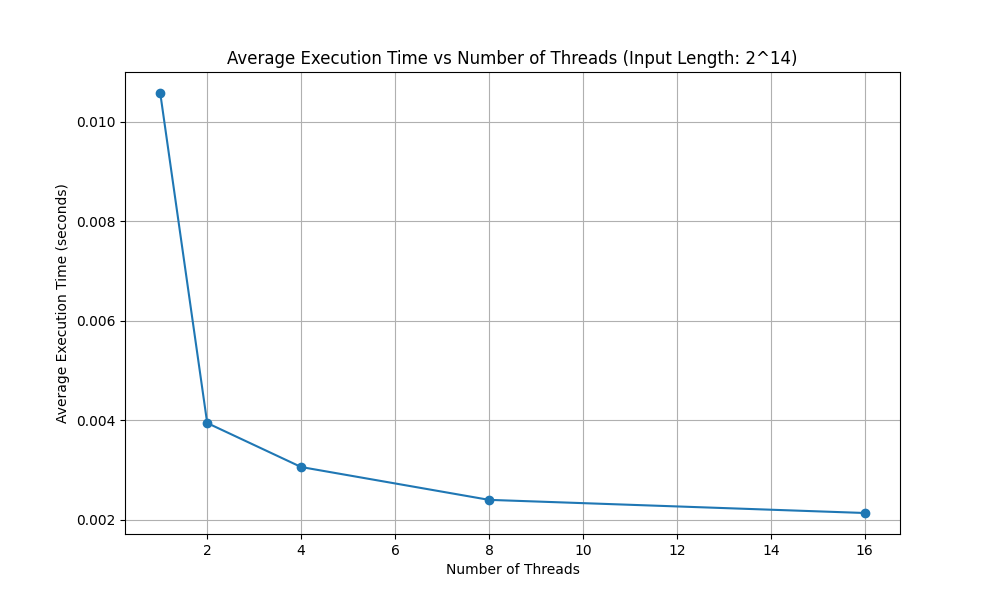 Average Execution Time vs Number of Threads (Input Length: 2^14)
Average Execution Time (seconds)
0.010
0.008
0.006
0.004
0.002
2 4 6 8 10 12 14 16
Number of Threads